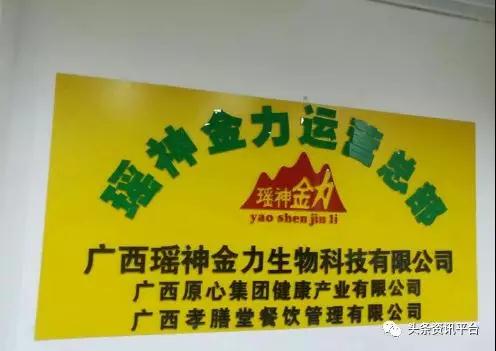 瑶神金力运营总部
瑶神金力
yao shen jin li
广西瑶神金力生物科技有限公司
广西原心集团健康产业有限公司
广西孝膳堂餐饮管理有限公司
头条资讯平台